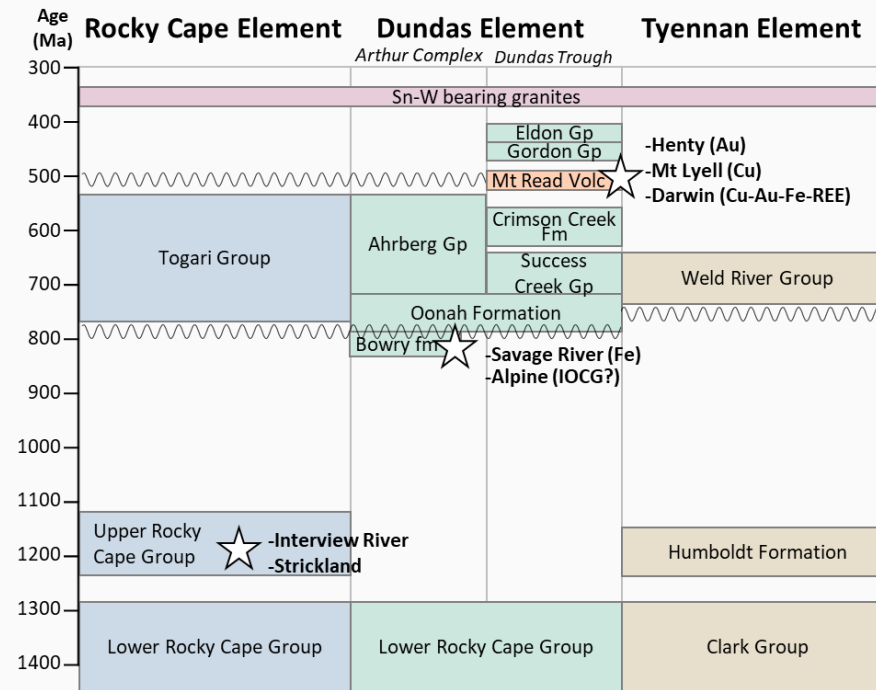 Age
(Ma)
Rocky Cape Element
Dundas Element
Tyennan Element
Arthur Complex
Dundas Trough
300
Sn-W bearing granites
400
Eldon Gp
Gordon Gp
-Henty (Au)
-Mt Lyell (Cu)
-Darwin (Cu-Au-Fe-REE)
500
Mt Read Volc
600
Togari Group
Ahrberg Gp
Crimson Creek
Fm
700
Success
Creek Gp
Weld River Group
Oonah Formation
800
Bowry fm
-Savage River (Fe)
-Alpine (IOCG?)
900
1000
1100
Upper Rocky
Cape Group
-Interview River
-Strickland
1200
Humboldt Formation
1300
Lower Rocky Cape Group
Lower Rocky Cape Group
Clark Group
1400